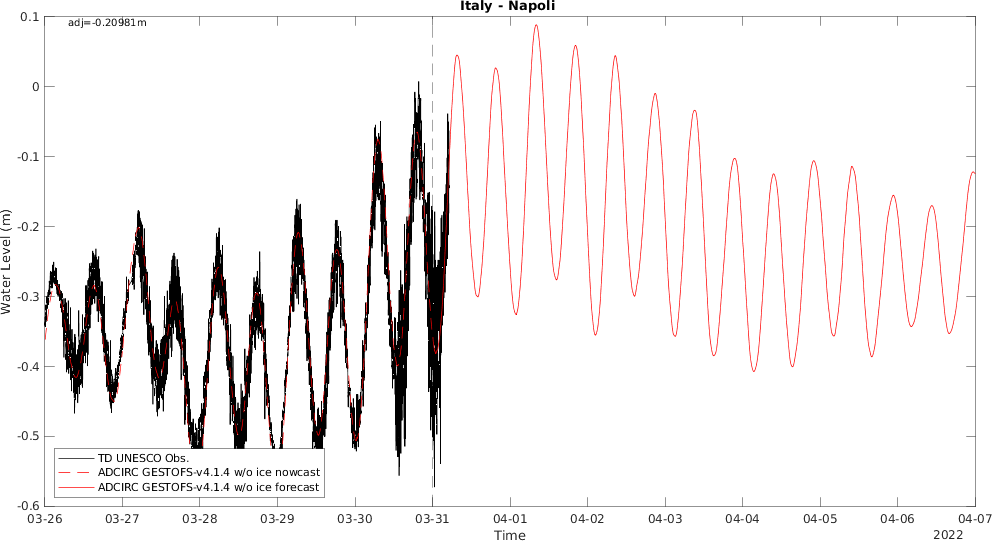 Italy - Napoli
adj=-0.20981m
0.1
0
-0.1
-0.2
-0.3
-0.4
-0.5
-0.6
Water Level (m)
TD UNESCO Obs.
ADCIRC GESTOFS-v4.1.4 w/o ice nowcast
ADCIRC GESTOFS-v4.1.4 w/o ice forecast
03-26 03-27 03-28 03-29 03-30 03-31 04-01 04-02 04-03 04-04 04-05 04-06 04-07
Time
2022